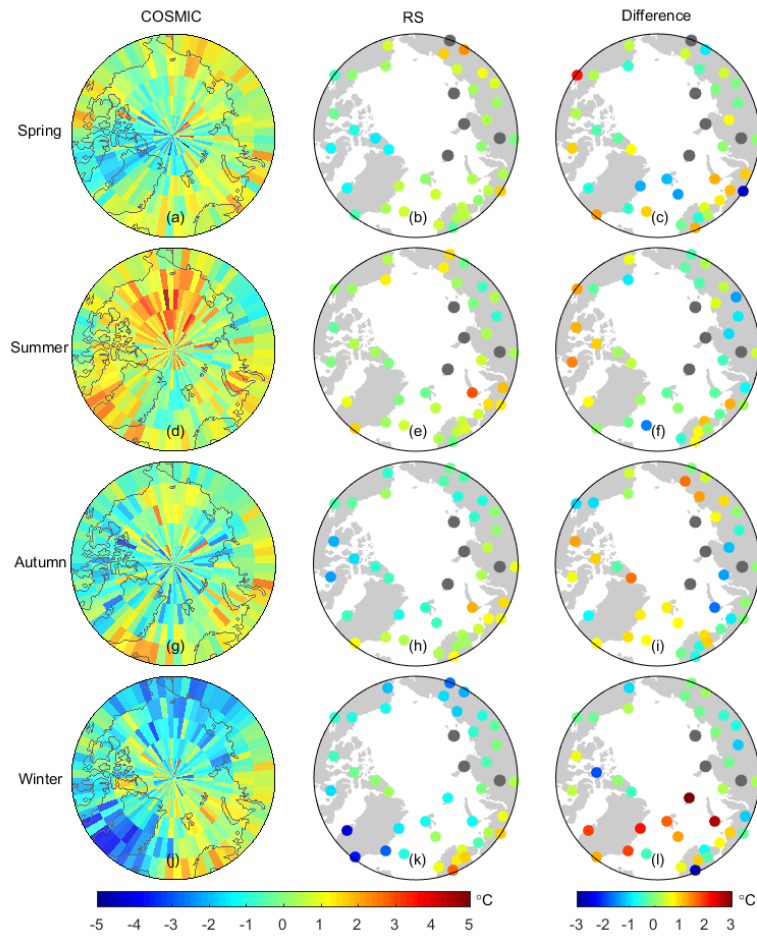 COSMIC RS Difference
Spring
(a) (b) (c)
Summer
(d) (e) (f)
Autumn
(g) (h) (i)
Winter
(j) (k) (l)
-5 -4 -3 -2 -1 0 1 2 3 4 5 °C
-3 -2 -1 0 1 2 3 °C